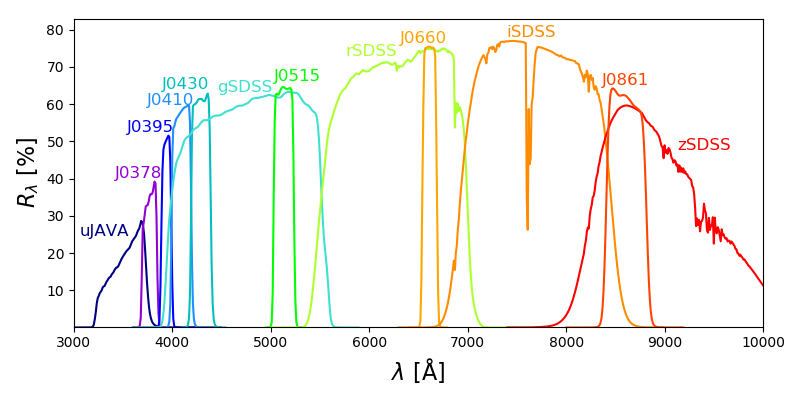 80
70
60
50
40
30
20
10
R_λ [%]
uJAVA
J0378
J0395
J0410
J0430
gSDSS
J0515
rSDSS
J0660
iSDSS
J0861
zSDSS
3000 4000 5000 6000 7000 8000 9000 10000
λ [Å]